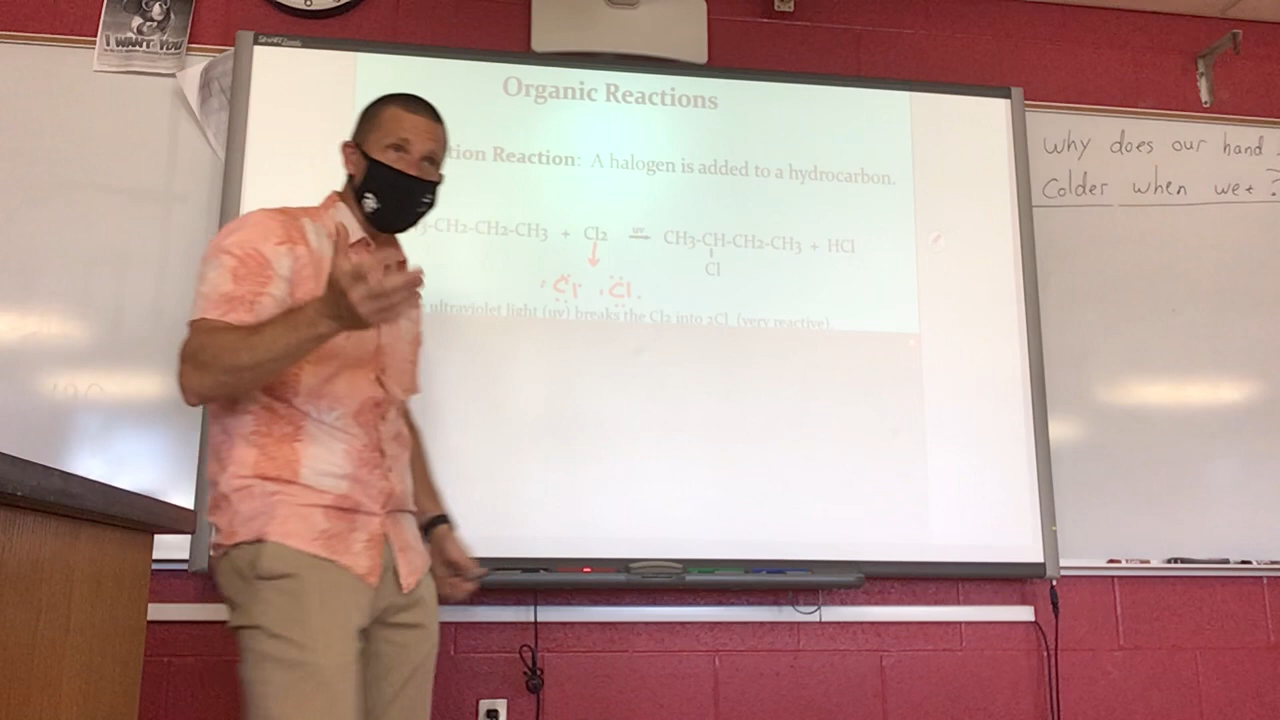 I WANT YOU
Organic Reactions
tion Reaction: A halogen is added to a hydrocarbon.
3-CH2-CH2-CH3 + Cl2 uv CH3-CH-CH2-CH3 + HCl
Cl
Cl Cl
ultraviolet light (uv) breaks the Cl2 into 2Cl (very reactive).
Why does our hand
Colder when wet ?